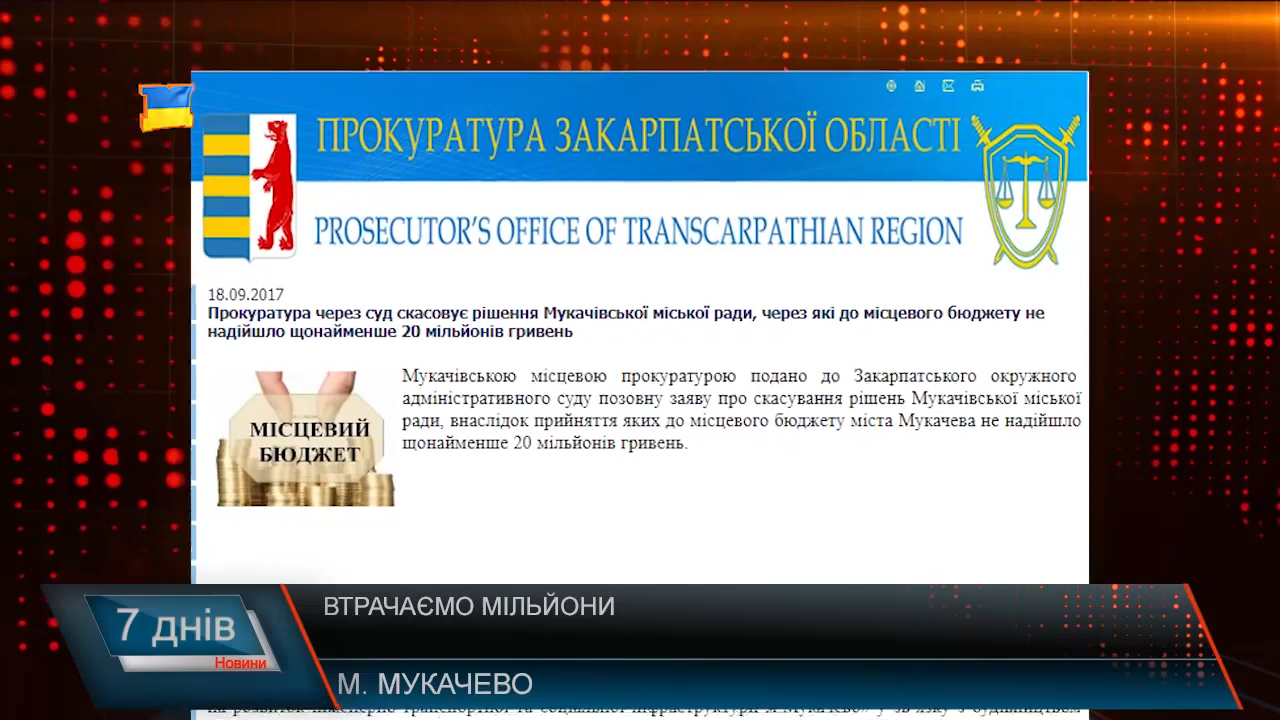 ПРОКУРАТУРА ЗАКАРПАТСЬКОЇ ОБЛАСТІ
PROSECUTOR'S OFFICE OF TRANSCARPATHIAN REGION
18.09.2017
Прокуратура через суд скасовує рішення Мукачівської міської ради, через які до місцевого бюджету не
надійшло щонайменше 20 мільйонів гривень
МІСЦЕВИЙ
БЮДЖЕТ
Мукачівською місцевою прокуратурою подано до Закарпатського окружного
адміністративного суду позовну заяву про скасування рішень Мукачівської міської
ради, внаслідок прийняття яких до місцевого бюджету міста Мукачева не надійшло
щонайменше 20 мільйонів гривень.
7 днів
Новини
ВТРАЧАЄМО МІЛЬЙОНИ
М. МУКАЧЕВО